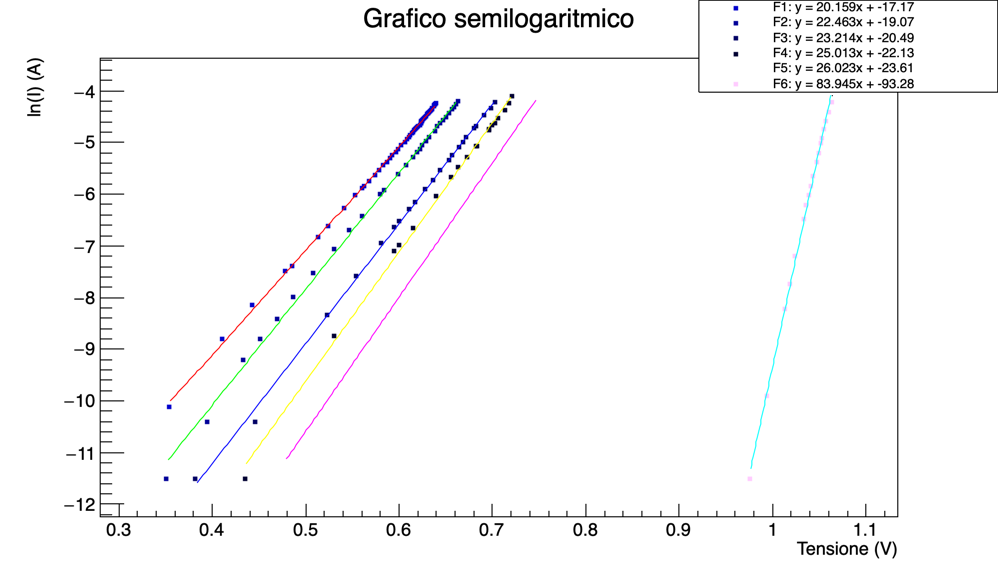 Grafico semilogaritmico
F1: y = 20.159x + -17.17
F2: y = 22.463x + -19.07
F3: y = 23.214x + -20.49
F4: y = 25.013x + -22.13
F5: y = 26.023x + -23.61
F6: y = 83.945x + -93.28
ln(I) (A)
−4
−5
−6
−7
−8
−9
−10
−11
−12
0.3 0.4 0.5 0.6 0.7 0.8 0.9 1 1.1
Tensione (V)